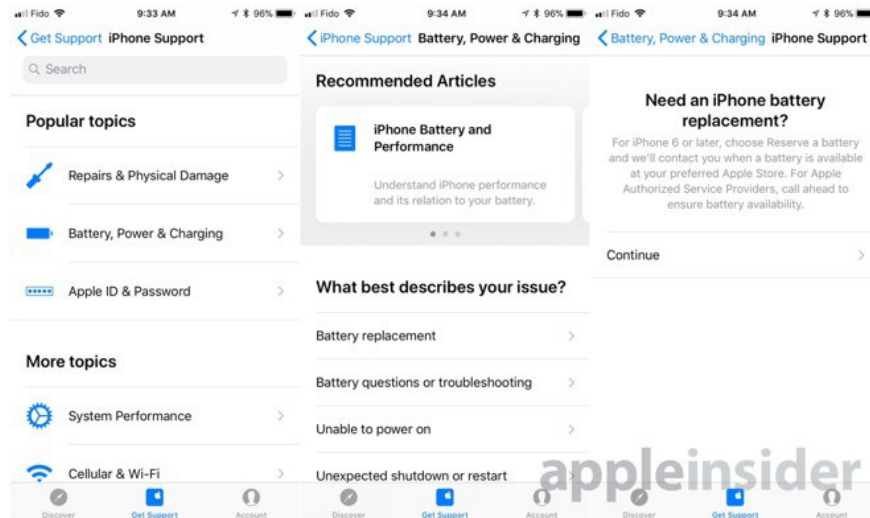 Fido 9:33 AM 96%
Get Support iPhone Support
Search
Popular topics
Repairs & Physical Damage
Battery, Power & Charging
Apple ID & Password
More topics
System Performance
Cellular & Wi-Fi
Discover Get Support Account
Fido 9:34 AM 96%
iPhone Support Battery, Power & Charging
Recommended Articles
iPhone Battery and
Performance
Understand iPhone performance
and its relation to your battery.
What best describes your issue?
Battery replacement
Battery questions or troubleshooting
Unable to power on
Unexpected shutdown or restart
Discover Get Support Account
Fido 9:34 AM 96%
Battery, Power & Charging iPhone Support
Need an iPhone battery
replacement?
For iPhone 6 or later, choose Reserve a battery
and we'll contact you when a battery is available
at your preferred Apple Store. For Apple
Authorized Service Providers, call ahead to
ensure battery availability.
Continue
appleinsider
Discover Get Support Account